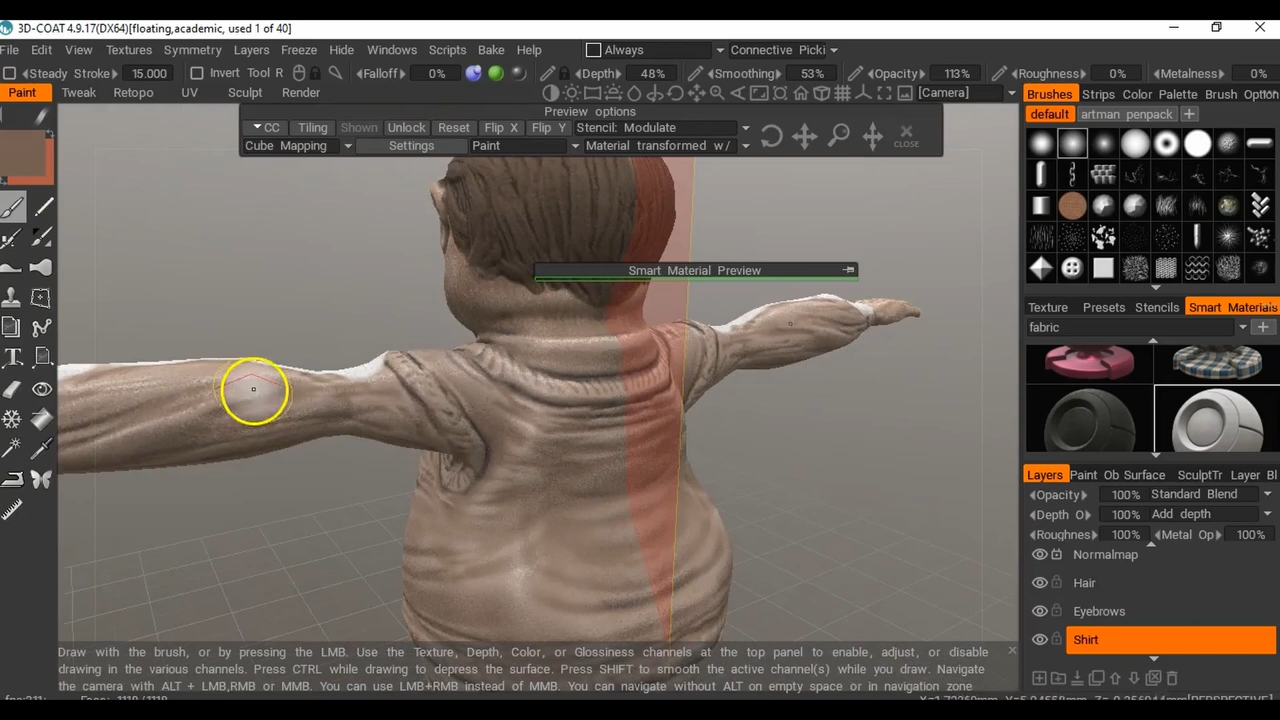 3D-COAT 4.9.17(DX64)[floating,academic, used 1 of 40]
File Edit View Textures Symmetry Layers Freeze Hide Windows Scripts Bake Help Always Connective Picki
Steady Stroke 15.000 Invert Tool R Falloff 0% Depth 48% Smoothing 53% Opacity 113% Roughness 0% Metalness 0%
Paint Tweak Retopo UV Sculpt Render [Camera] Brushes Strips Color Palette Brush Option
Preview options
default artman penpack
CC Tiling Shown Unlock Reset Flip X Flip Y Stencil: Modulate
Cube Mapping Settings Paint Material transformed w/ CLOSE
Smart Material Preview
Texture Presets Stencils Smart Materials
fabric
Layers Paint Ob Surface SculptTr Layer Bl
Opacity 100% Standard Blend
Depth O 100% Add depth
Roughnes 100% Metal Op 100%
Normalmap
Hair
Eyebrows
Shirt
Draw with the brush, or by pressing the LMB. Use the Texture, Depth, Color, or Glossiness channels at the top panel to enable, adjust, or disable
drawing in the various channels. Press CTRL while drawing to depress the surface. Press SHIFT to smooth the active channel(s) while you draw. Navigate
the camera with ALT + LMB,RMB or MMB. You can use LMB+RMB instead of MMB. You can navigate without ALT on empty space or in navigation zone